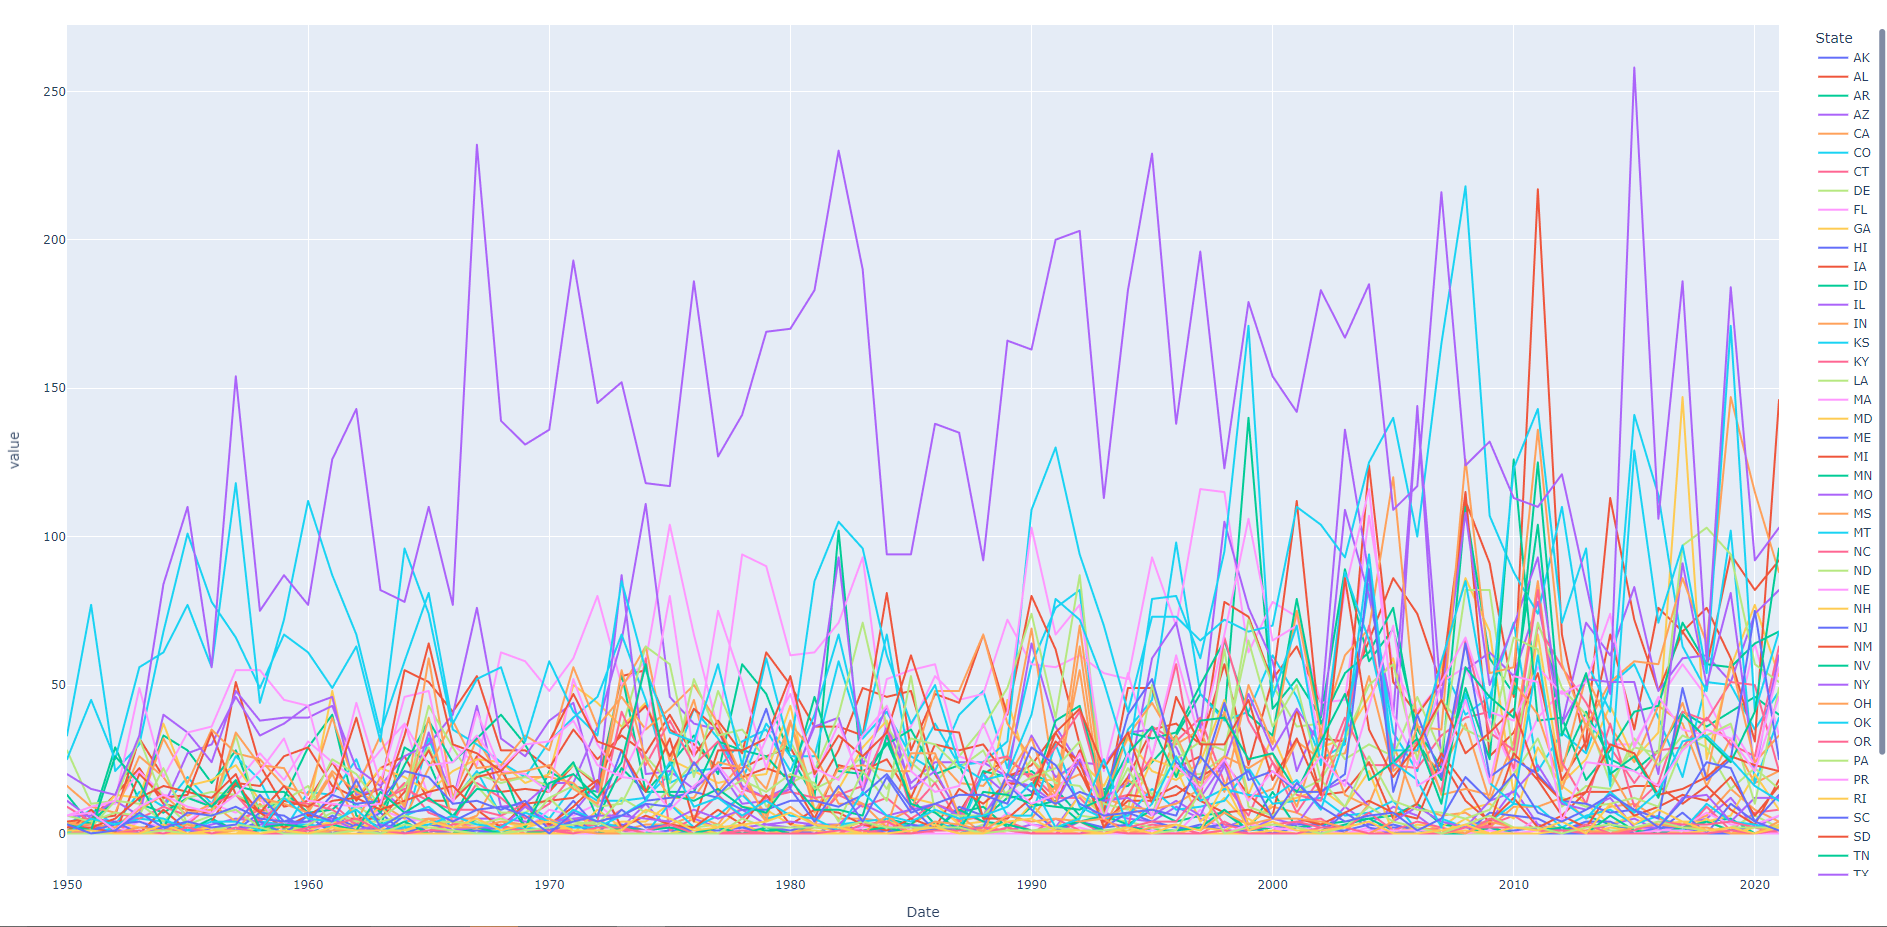 State
AK
AL
AR
AZ
CA
CO
CT
DE
FL
GA
HI
IA
ID
IL
IN
KS
KY
LA
MA
MD
ME
MI
MN
MO
MS
MT
NC
ND
NE
NH
NJ
NM
NV
NY
OH
OK
OR
PA
PR
RI
SC
SD
TN
TX
250
200
150
100
50
0
value
1950 1960 1970 1980 1990 2000 2010 2020
Date